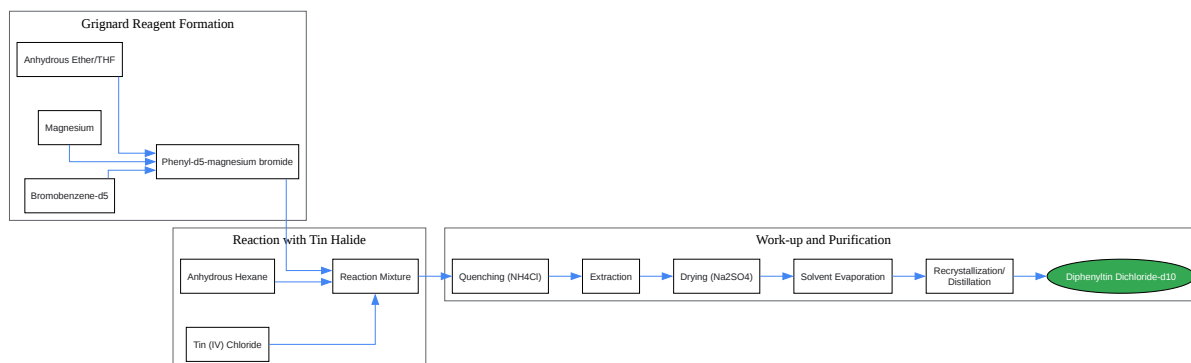 Grignard Reagent Formation
Anhydrous Ether/THF
Magnesium
Phenyl-d5-magnesium bromide
Bromobenzene-d5
Reaction with Tin Halide
Anhydrous Hexane
Reaction Mixture
Tin (IV) Chloride
Work-up and Purification
Quenching (NH4Cl)
Extraction
Drying (Na2SO4)
Solvent Evaporation
Recrystallization/
Distillation
Diphenyltin Dichloride-d10